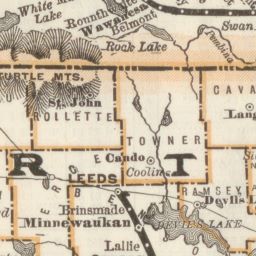 White M
Lake
Rounthw
Wawanesa
Belmont
Swan
Rock Lake
Pembina
TURTLE MTS.
St. John
ROLLETTE
CAVA
Lang
TOWNER
R T
Cando
Coolin
LEEDS
RAMSEY
Devils L
Brinsmade
Minnewaukan
DEVILS LAKE
Lallie